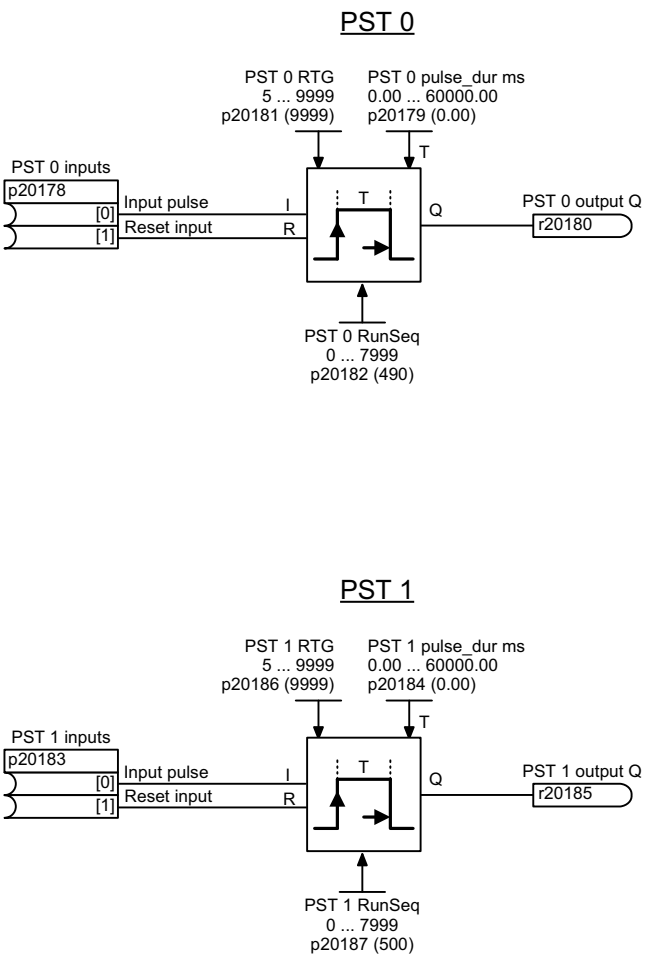 PST 0
PST 0 RTG
5 ... 9999
p20181 (9999)
PST 0 pulse_dur ms
0.00 ... 60000.00
p20179 (0.00)
T
PST 0 inputs
p20178
[0]
[1]
Input pulse
Reset input
I
R
T
Q
PST 0 output Q
r20180
PST 0 RunSeq
0 ... 7999
p20182 (490)
PST 1
PST 1 RTG
5 ... 9999
p20186 (9999)
PST 1 pulse_dur ms
0.00 ... 60000.00
p20184 (0.00)
T
PST 1 inputs
p20183
[0]
[1]
Input pulse
Reset input
I
R
T
Q
PST 1 output Q
r20185
PST 1 RunSeq
0 ... 7999
p20187 (500)